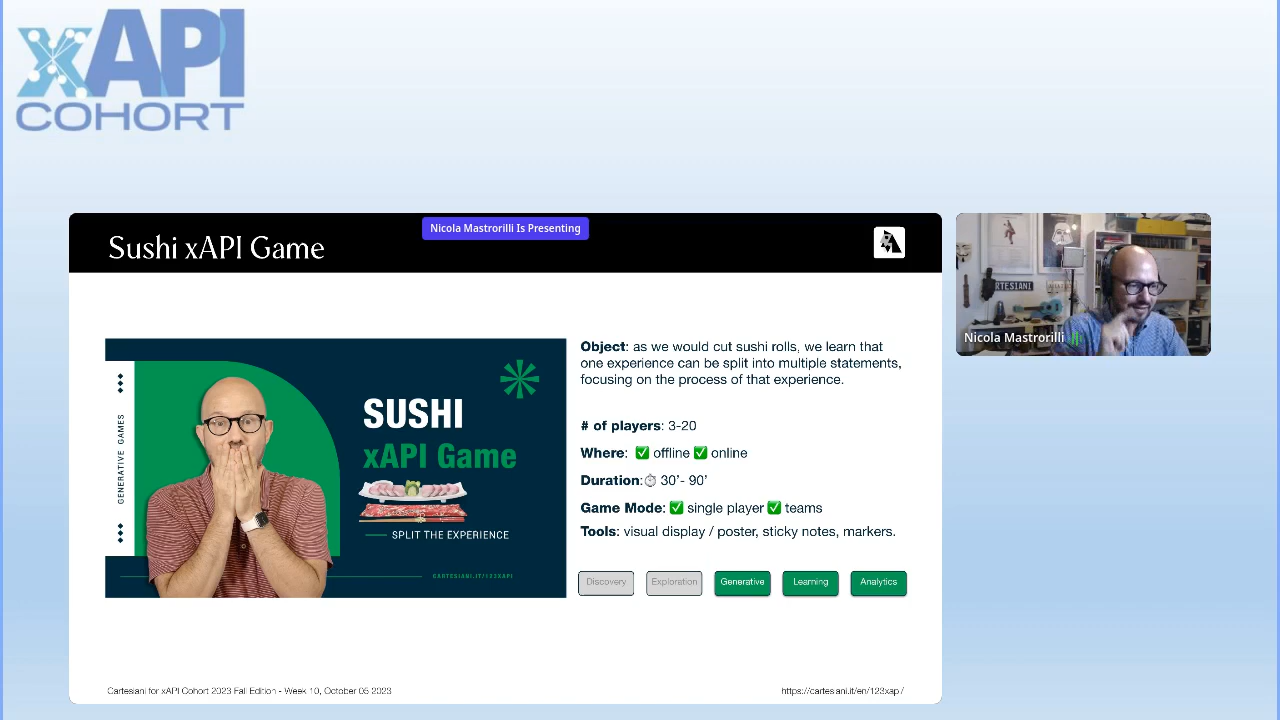 xAPI
COHORT
Nicola Mastrorilli Is Presenting
Sushi xAPI Game
GENERATIVE GAMES
SUSHI
xAPI Game
SPLIT THE EXPERIENCE
CARTESIANI.IT/123XAPI
Object: as we would cut sushi rolls, we learn that
one experience can be split into multiple statements,
focusing on the process of that experience.
# of players: 3-20
Where: ✅ offline ✅ online
Duration:⏱ 30’- 90’
Game Mode: ✅ single player ✅ teams
Tools: visual display / poster, sticky notes, markers.
Discovery
Exploration
Generative
Learning
Analytics
Cartesiani for xAPI Cohort 2023 Fall Edition - Week 10, October 05 2023
https://cartesiani.it/en/123xapi/
Nicola Mastrorilli